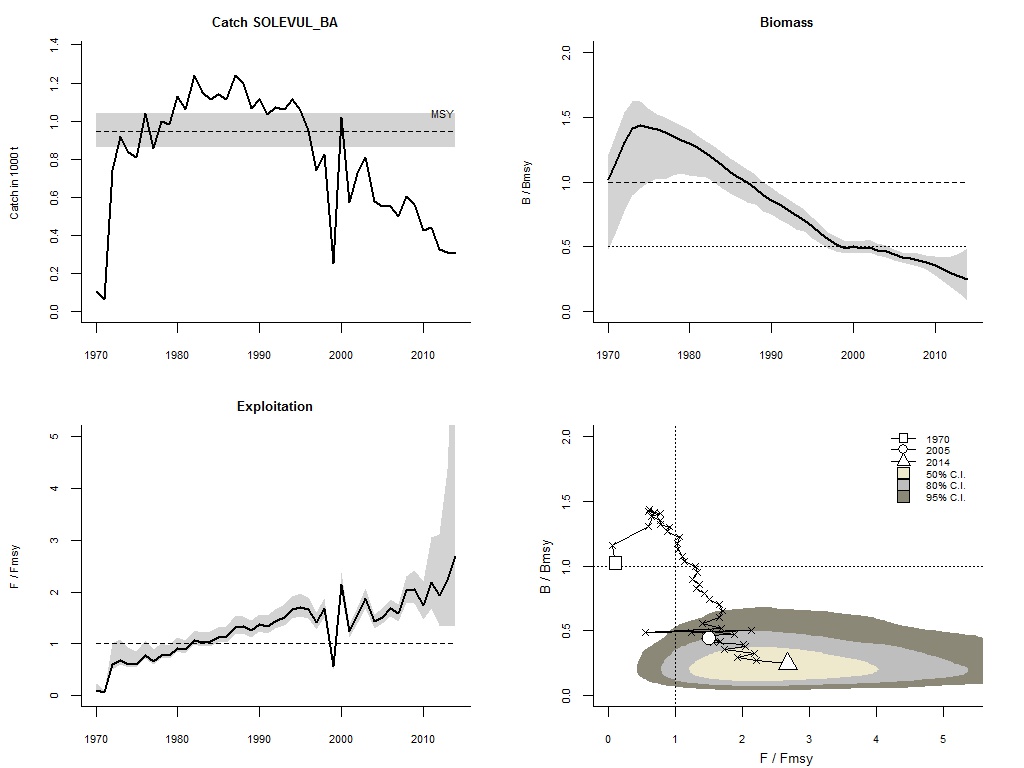 Catch SOLEVUL_BA
Catch in 1000 t
0.0 0.2 0.4 0.6 0.8 1.0 1.2 1.4
MSY
1970 1980 1990 2000 2010
Biomass
B / Bmsy
0.0 0.5 1.0 1.5 2.0
1970 1980 1990 2000 2010
Exploitation
F / Fmsy
0 1 2 3 4 5
1970 1980 1990 2000 2010
B / Bmsy
0.0 0.5 1.0 1.5 2.0
1970
2005
2014
50% C.I.
80% C.I.
95% C.I.
0 1 2 3 4 5
F / Fmsy